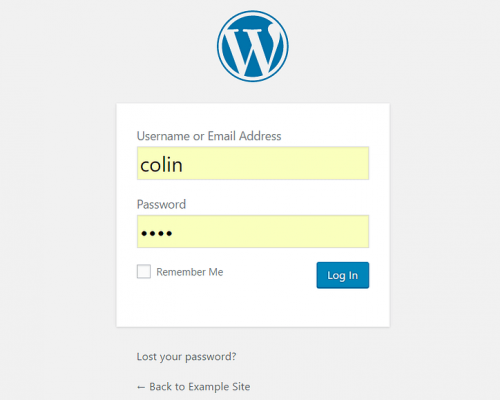 Username or Email Address
colin
Password
••••
Remember Me
Log In
Lost your password?
← Back to Example Site